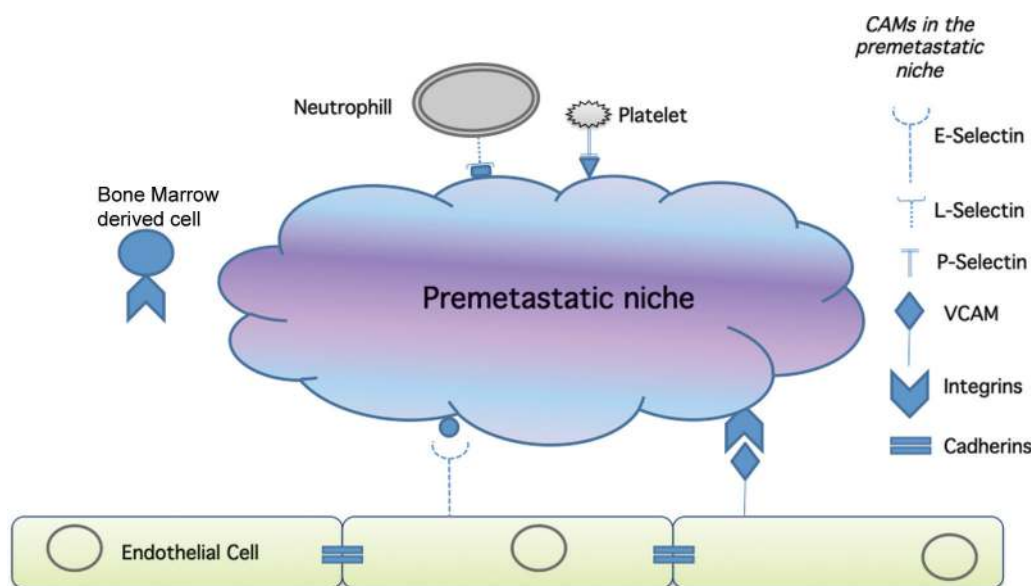 CAMs in the
premetastatic
niche
Neutrophill
Platelet
E-Selectin
Bone Marrow
derived cell
L-Selectin
P-Selectin
Premetastatic niche
VCAM
Integrins
Cadherins
Endothelial Cell